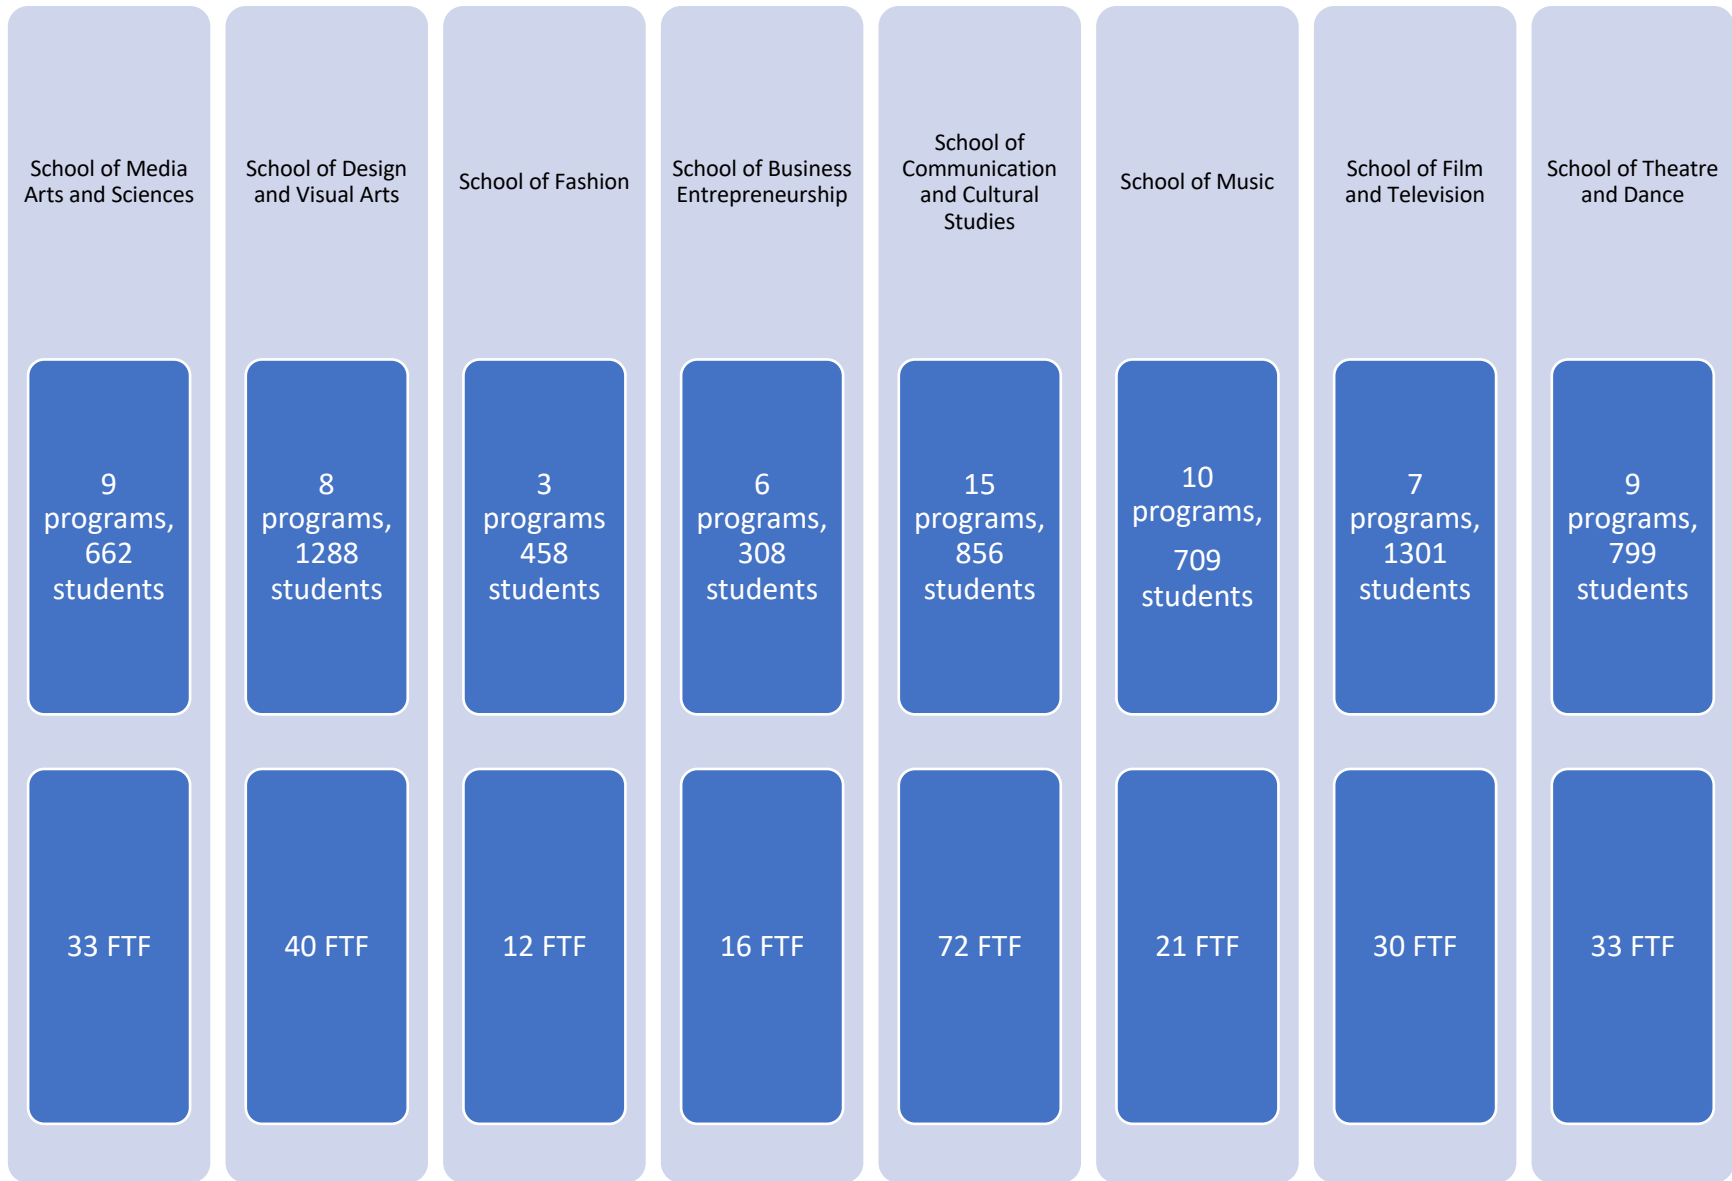 School of Media
Arts and Sciences
School of Design
and Visual Arts
School of Fashion
School of Business
Entrepreneurship
School of
Communication
and Cultural
Studies
School of Music
School of Film
and Television
School of Theatre
and Dance
9
programs,
662
students
8
programs,
1288
students
3
programs
458
students
6
programs,
308
students
15
programs,
856
students
10
programs,
709
students
7
programs,
1301
students
9
programs,
799
students
33 FTF
40 FTF
12 FTF
16 FTF
72 FTF
21 FTF
30 FTF
33 FTF